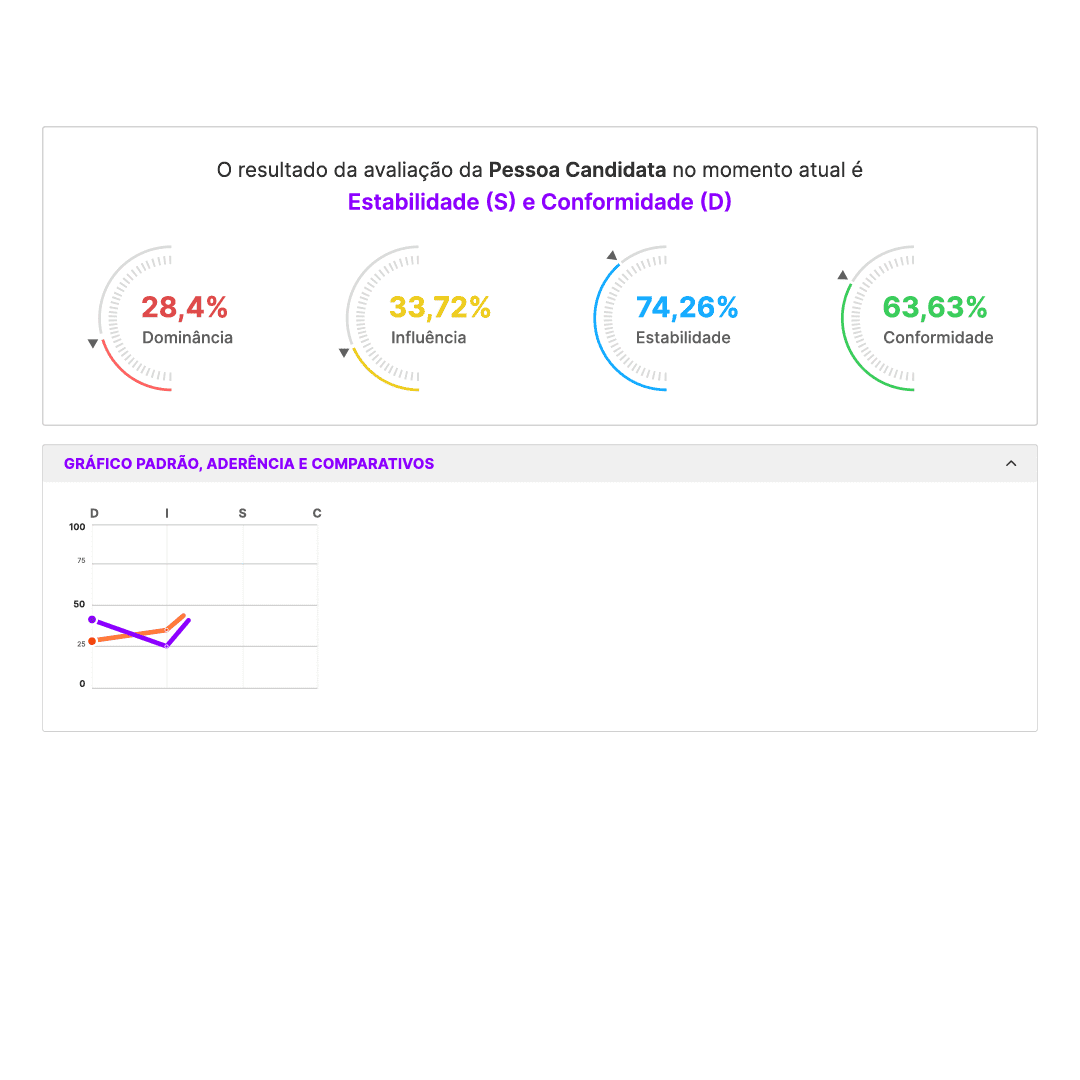 O resultado da avaliação da Pessoa Candidata no momento atual é
Estabilidade (S) e Conformidade (D)
28,4%
Dominância
33,72%
Influência
74,26%
Estabilidade
63,63%
Conformidade
GRÁFICO PADRÃO, ADERÊNCIA E COMPARATIVOS
D I S C
100
75
50
25
0